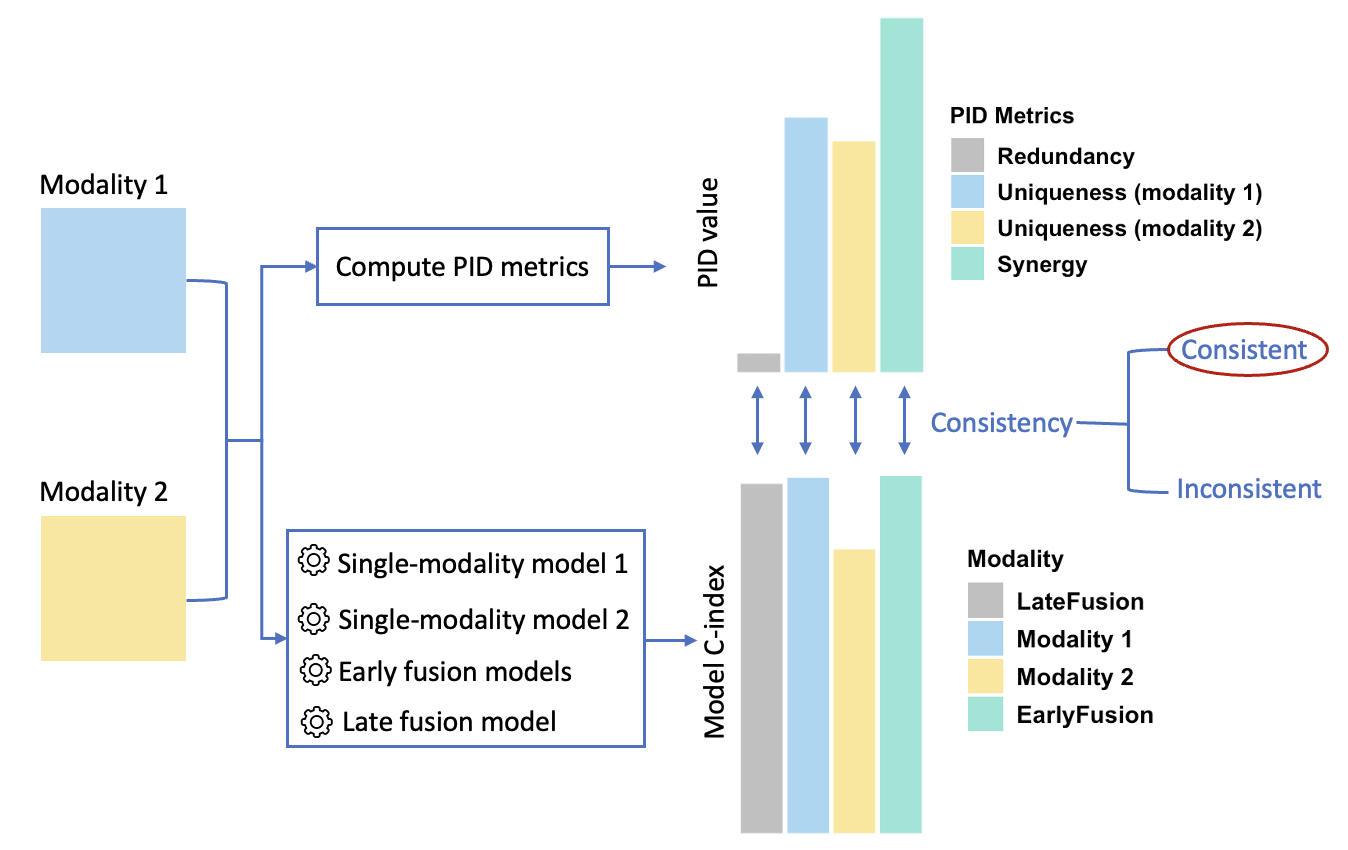 Modality 1
Modality 2
Compute PID metrics
Single-modality model 1
Single-modality model 2
Early fusion models
Late fusion model
PID value
PID Metrics
Redundancy
Uniqueness (modality 1)
Uniqueness (modality 2)
Synergy
Consistency
Consistent
Inconsistent
Model C-index
Modality
LateFusion
Modality 1
Modality 2
EarlyFusion